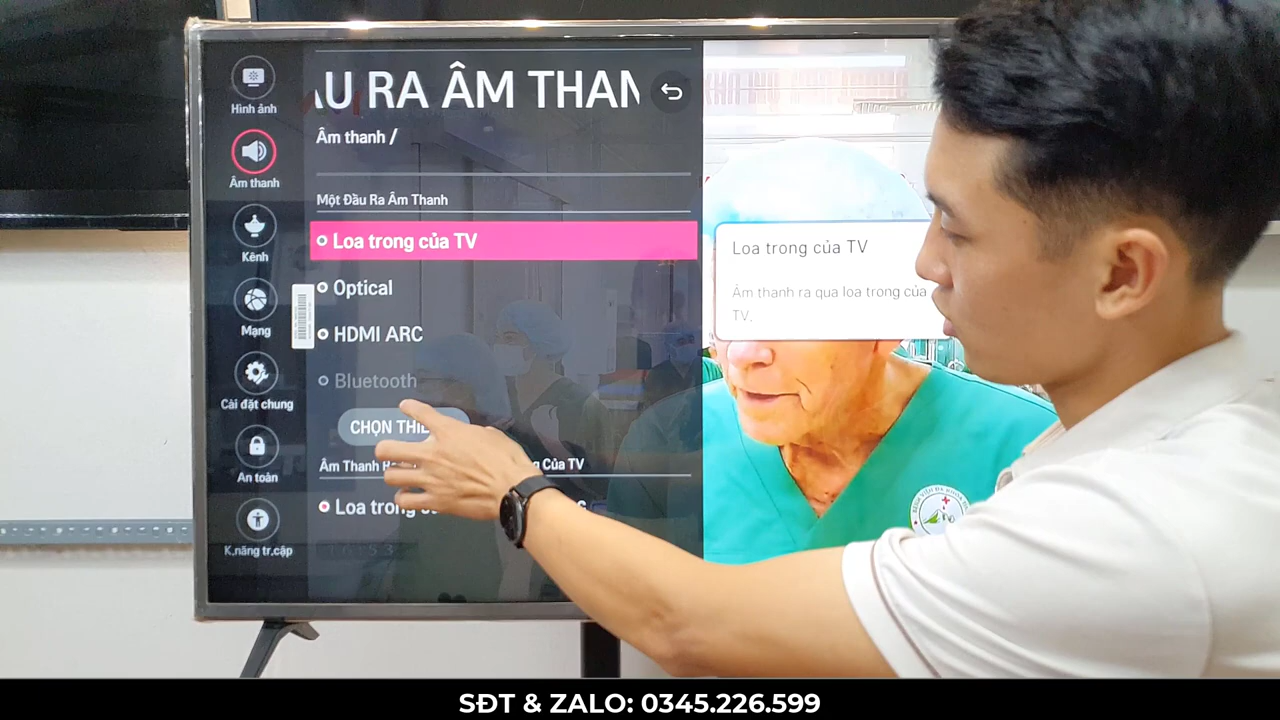 Hình ảnh
Âm thanh
Kênh
Mạng
Cài đặt chung
An toàn
K.năng tr.cập
ẦU RA ÂM THAN
Âm thanh /
Một Đầu Ra Âm Thanh
Loa trong của TV
Optical
HDMI ARC
Bluetooth
CHỌN THIẾ
Âm Thanh Của TV
Loa trong
Loa trong của TV
Âm thanh ra qua loa trong của
TV.
SĐT & ZALO: 0345.226.599